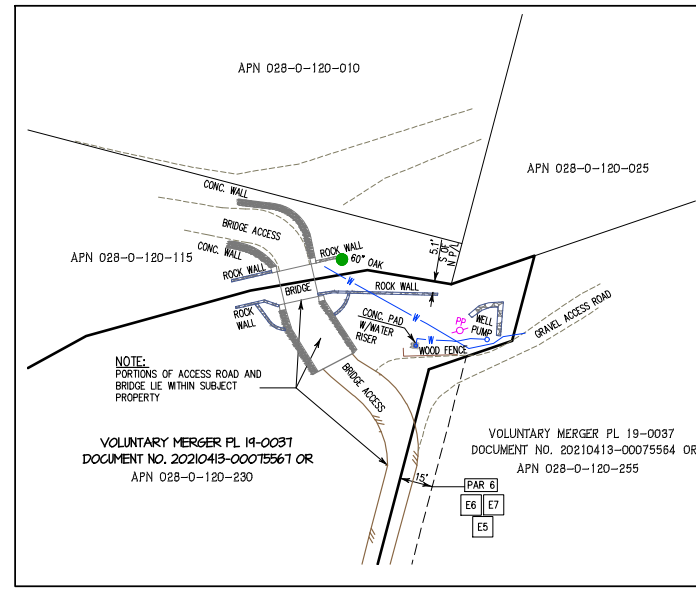 APN 028-0-120-010
APN 028-0-120-025
CONC. WALL
BRIDGE ACCESS
CONC. WALL
APN 028-0-120-115
ROCK WALL
ROCK WALL
60" OAK
5.1'
S OF
N P/L
BRIDGE
ROCK WALL
W
ROCK
WALL
CONC. PAD
W/WATER
RISER
W
PP
WELL
PUMP
W
WOOD FENCE
GRAVEL ACCESS ROAD
NOTE:
PORTIONS OF ACCESS ROAD AND
BRIDGE LIE WITHIN SUBJECT
PROPERTY
BRIDGE ACCESS
VOLUNTARY MERGER PL 19-0037
DOCUMENT NO. 20210413-00075567 OR
APN 028-0-120-230
VOLUNTARY MERGER PL 19-0037
DOCUMENT NO. 20210413-00075564 OR
APN 028-0-120-255
15'
PAR 6
E6 E7
E5